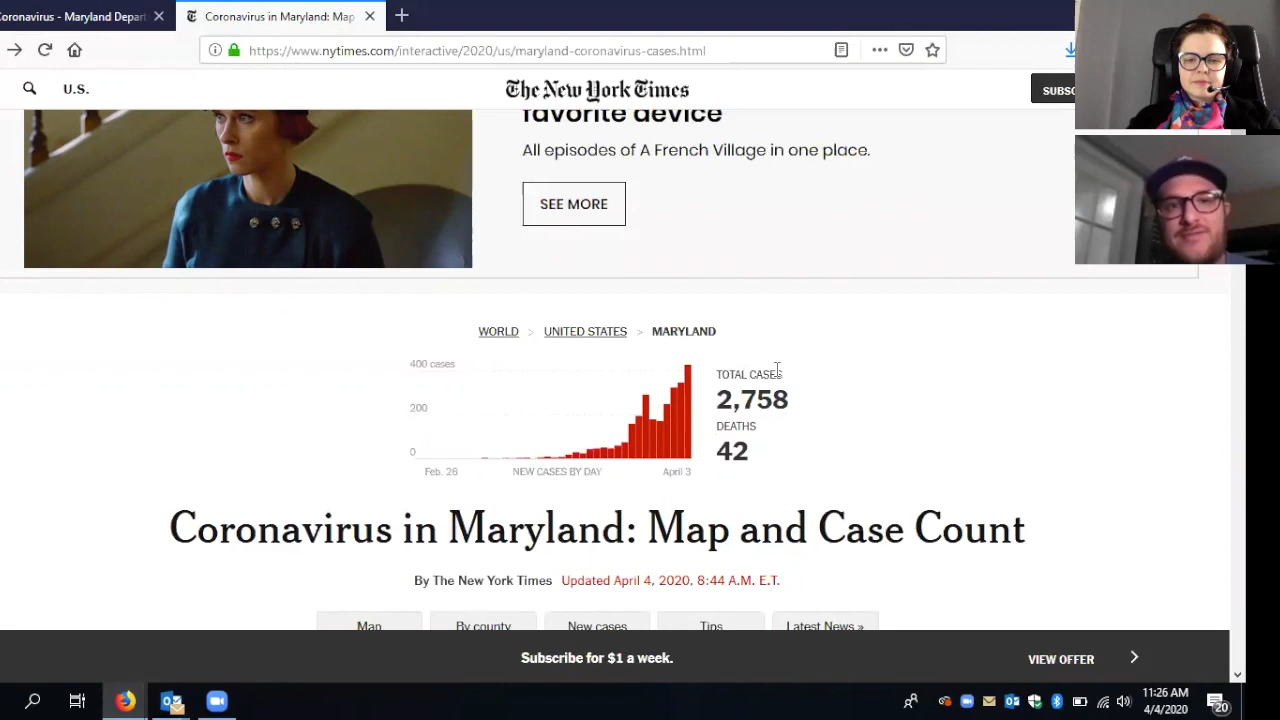 Coronavirus - Maryland Depart
Coronavirus in Maryland: Map
https://www.nytimes.com/interactive/2020/us/maryland-coronavirus-cases.html
U.S.
The New York Times
SUBSC
favorite device
All episodes of A French Village in one place.
SEE MORE
WORLD > UNITED STATES > MARYLAND
400 cases
200
0
Feb. 26
NEW CASES BY DAY
April 3
TOTAL CASES
2,758
DEATHS
42
Coronavirus in Maryland: Map and Case Count
By The New York Times Updated April 4, 2020, 8:44 A.M. E.T.
Map
By county
New cases
Tips
Latest News »
Subscribe for $1 a week.
VIEW OFFER
11:26 AM
4/4/2020
20